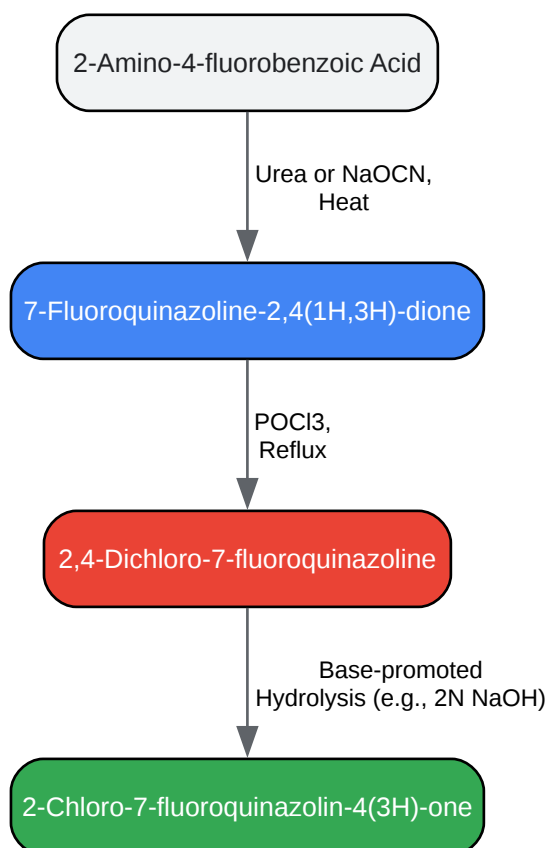 2-Amino-4-fluorobenzoic Acid
Urea or NaOCN,
Heat
7-Fluoroquinazoline-2,4(1H,3H)-dione
POCl3,
Reflux
2,4-Dichloro-7-fluoroquinazoline
Base-promoted
Hydrolysis (e.g., 2N NaOH)
2-Chloro-7-fluoroquinazolin-4(3H)-one